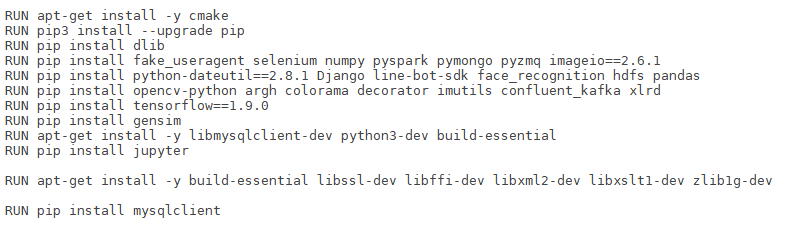 RUN apt-get install -y cmake
RUN pip3 install --upgrade pip
RUN pip install dlib
RUN pip install fake_useragent selenium numpy pyspark pymongo pyzmq imageio==2.6.1
RUN pip install python-dateutil==2.8.1 Django line-bot-sdk face_recognition hdfs pandas
RUN pip install opencv-python argh colorama decorator imutils confluent_kafka xlrd
RUN pip install tensorflow==1.9.0
RUN pip install gensim
RUN apt-get install -y libmysqlclient-dev python3-dev build-essential
RUN pip install jupyter
RUN apt-get install -y build-essential libssl-dev libffi-dev libxml2-dev libxslt1-dev zlib1g-dev
RUN pip install mysqlclient